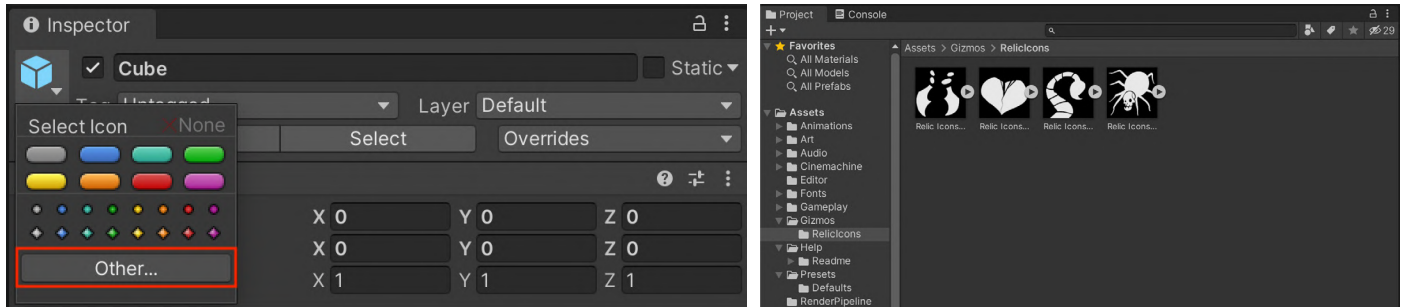 Inspector
Cube
Static
Tag Untagged
Layer Default
Select Icon
None
Select
Overrides
X 0 Y 0 Z 0
X 0 Y 0 Z 0
Other...
X 1 Y 1 Z 1
Project
Console
29
Favorites
All Materials
All Models
All Prefabs
Assets
Animations
Art
Audio
Cinemachine
Editor
Fonts
Gameplay
Gizmos
RelicIcons
Help
Readme
Presets
Defaults
RenderPipeline
Assets > Gizmos > RelicIcons
Relic Icons...
Relic Icons...
Relic Icons...
Relic Icons...